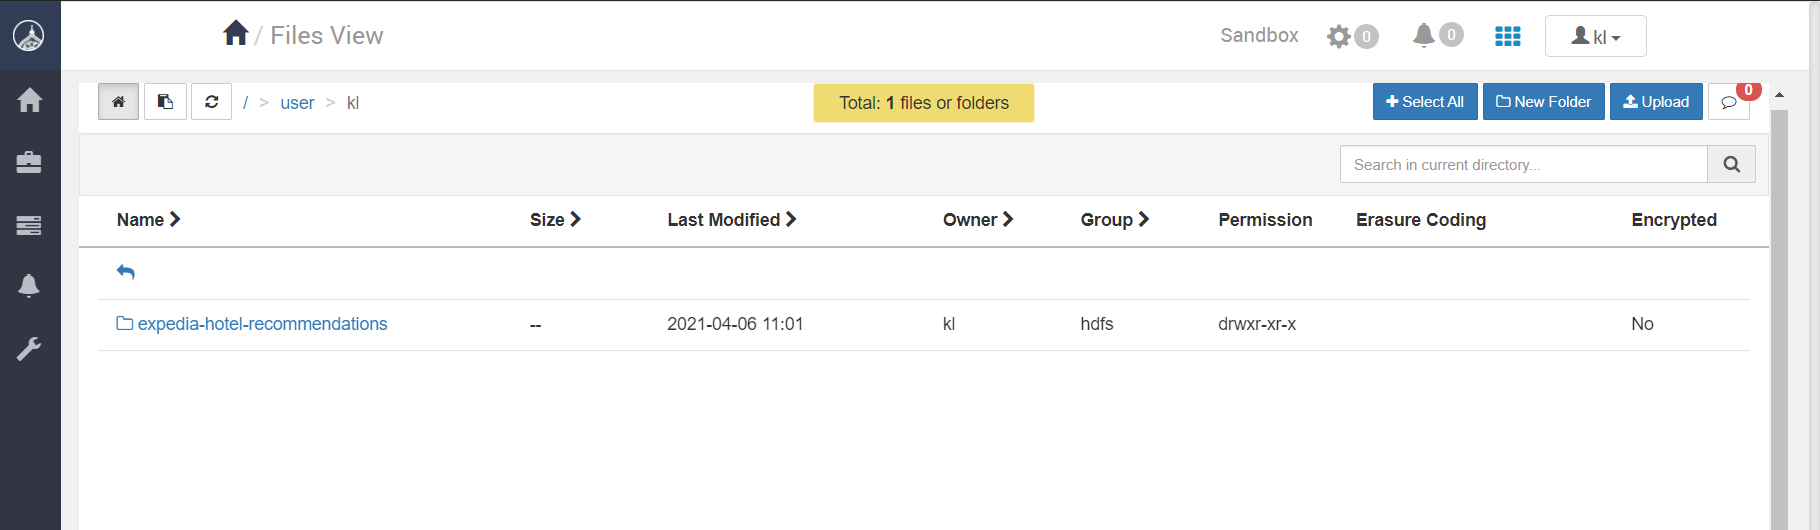 / Files View Sandbox 0 0 kl
/ > user > kl Total: 1 files or folders Select All New Folder Upload 0
Search in current directory...
Name Size Last Modified Owner Group Permission Erasure Coding Encrypted
expedia-hotel-recommendations -- 2021-04-06 11:01 kl hdfs drwxr-xr-x No